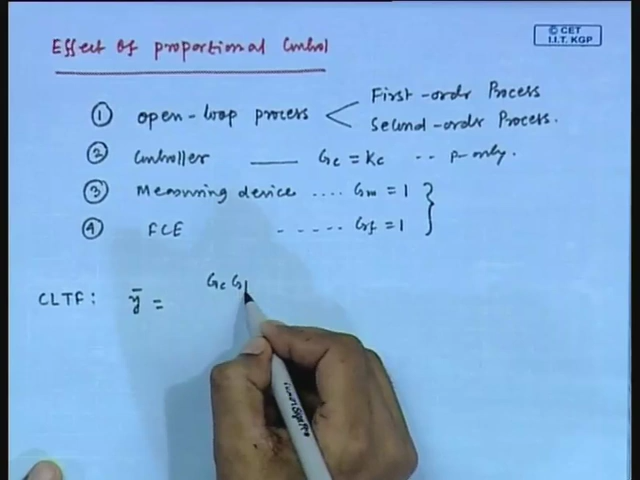 Effect of proportional Control
© CET
I.I.T. KGP
① open-loop process < First-order Process
Second-order Process.
② Controller —— Gc = Kc -- P-only.
③ Measuring device .... Gm = 1
④ FCE ----- Gf = 1
CLTF: ȳ = Gc G